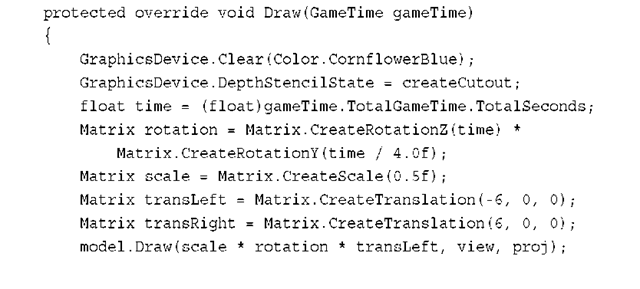 protected override void Draw(GameTime gameTime)
{
GraphicsDevice.Clear(Color.CornflowerBlue);
GraphicsDevice.DepthStencilState = createCutout;
float time = (float)gameTime.TotalGameTime.TotalSeconds;
Matrix rotation = Matrix.CreateRotationZ(time) *
Matrix.CreateRotationY(time / 4.0f);
Matrix scale = Matrix.CreateScale(0.5f);
Matrix transLeft = Matrix.CreateTranslation(-6, 0, 0);
Matrix transRight = Matrix.CreateTranslation(6, 0, 0);
model.Draw(scale * rotation * transLeft, view, proj);